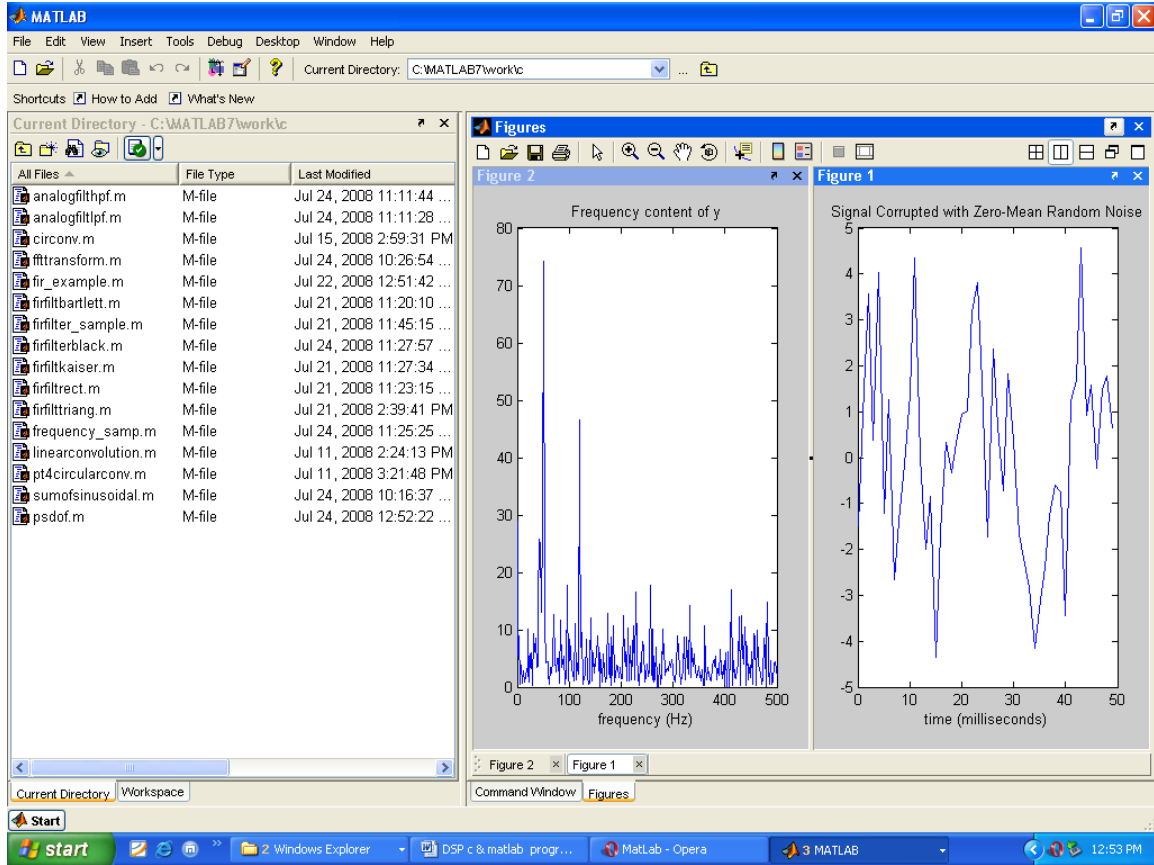 MATLAB
File Edit View Insert Tools Debug Desktop Window Help
Current Directory: C:\MATLAB7\work\c
...
Shortcuts How to Add What's New
Current Directory - C:\MATLAB7\work\c
All Files File Type Last Modified
analogfilthpf.m M-file Jul 24, 2008 11:11:44 ...
analogfiltlpf.m M-file Jul 24, 2008 11:11:28 ...
circonv.m M-file Jul 15, 2008 2:59:31 PM
ffttransform.m M-file Jul 24, 2008 10:26:54 ...
fir_example.m M-file Jul 22, 2008 12:51:42 ...
firfiltbartlett.m M-file Jul 21, 2008 11:20:10 ...
firfilter_sample.m M-file Jul 21, 2008 11:45:15 ...
firfilterblack.m M-file Jul 24, 2008 11:27:57 ...
firfiltkaiser.m M-file Jul 21, 2008 11:27:34 ...
firfiltrect.m M-file Jul 21, 2008 11:23:15 ...
firfilttriang.m M-file Jul 21, 2008 2:39:41 PM
frequency_samp.m M-file Jul 24, 2008 11:25:25 ...
linearconvolution.m M-file Jul 11, 2008 2:24:13 PM
pt4circularconv.m M-file Jul 11, 2008 3:21:48 PM
sumofsinusoidal.m M-file Jul 24, 2008 10:16:37 ...
psdof.m M-file Jul 24, 2008 12:52:22 ...
Current Directory Workspace
Figures
Figure 2
Frequency content of y
80
70
60
50
40
30
20
10
0
0 100 200 300 400 500
frequency (Hz)
Figure 1
Signal Corrupted with Zero-Mean Random Noise
5
4
3
2
1
0
-1
-2
-3
-4
-5
0 10 20 30 40 50
time (milliseconds)
Figure 2 Figure 1
Command Window Figures
Start
start 2 Windows Explorer DSP c & matlab progr... MatLab - Opera 3 MATLAB 12:53 PM